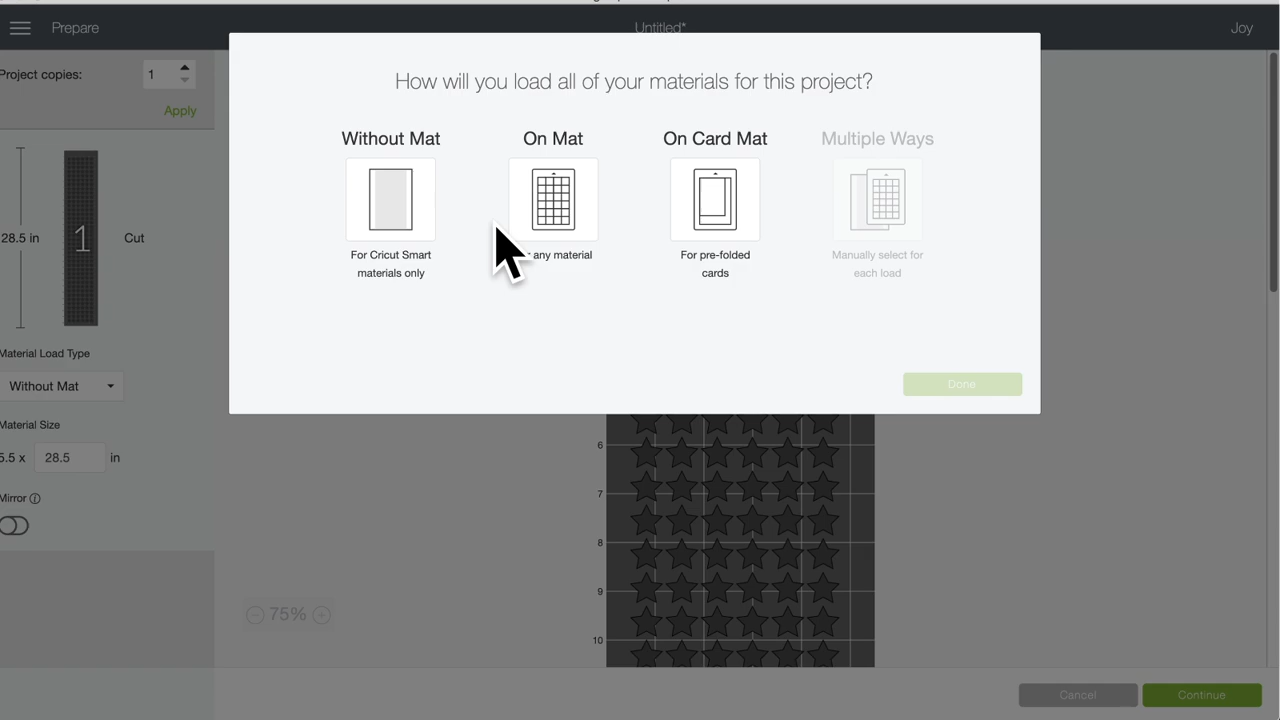 Prepare
Untitled*
Joy
Project copies:
1
Apply
How will you load all of your materials for this project?
Without Mat
On Mat
On Card Mat
Multiple Ways
For Cricut Smart
materials only
any material
For pre-folded
cards
Manually select for
each load
Done
28.5 in
1
Cut
Material Load Type
Without Mat
Material Size
5.5 x
28.5
in
Mirror
75%
6
7
8
9
10
Cancel
Continue